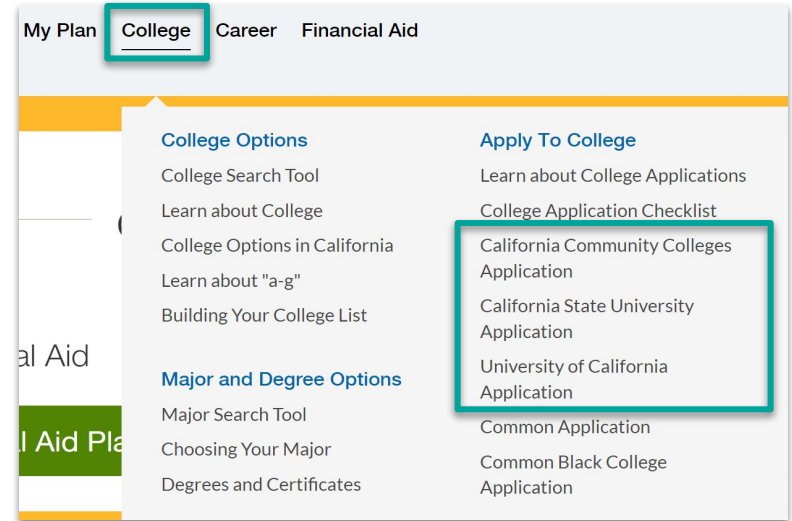 My Plan College Career Financial Aid
College Options
College Search Tool
Learn about College
College Options in California
Learn about "a-g"
Building Your College List
Major and Degree Options
Major Search Tool
Choosing Your Major
Degrees and Certificates
Apply To College
Learn about College Applications
College Application Checklist
California Community Colleges
Application
California State University
Application
University of California
Application
Common Application
Common Black College
Application
al Aid
l Aid Pla